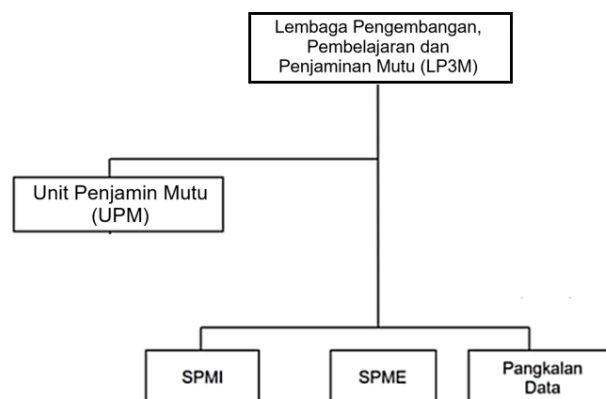 Lembaga Pengembangan,
Pembelajaran dan
Penjaminan Mutu (LP3M)
Unit Penjamin Mutu
(UPM)
SPMI
SPME
Pangkalan
Data